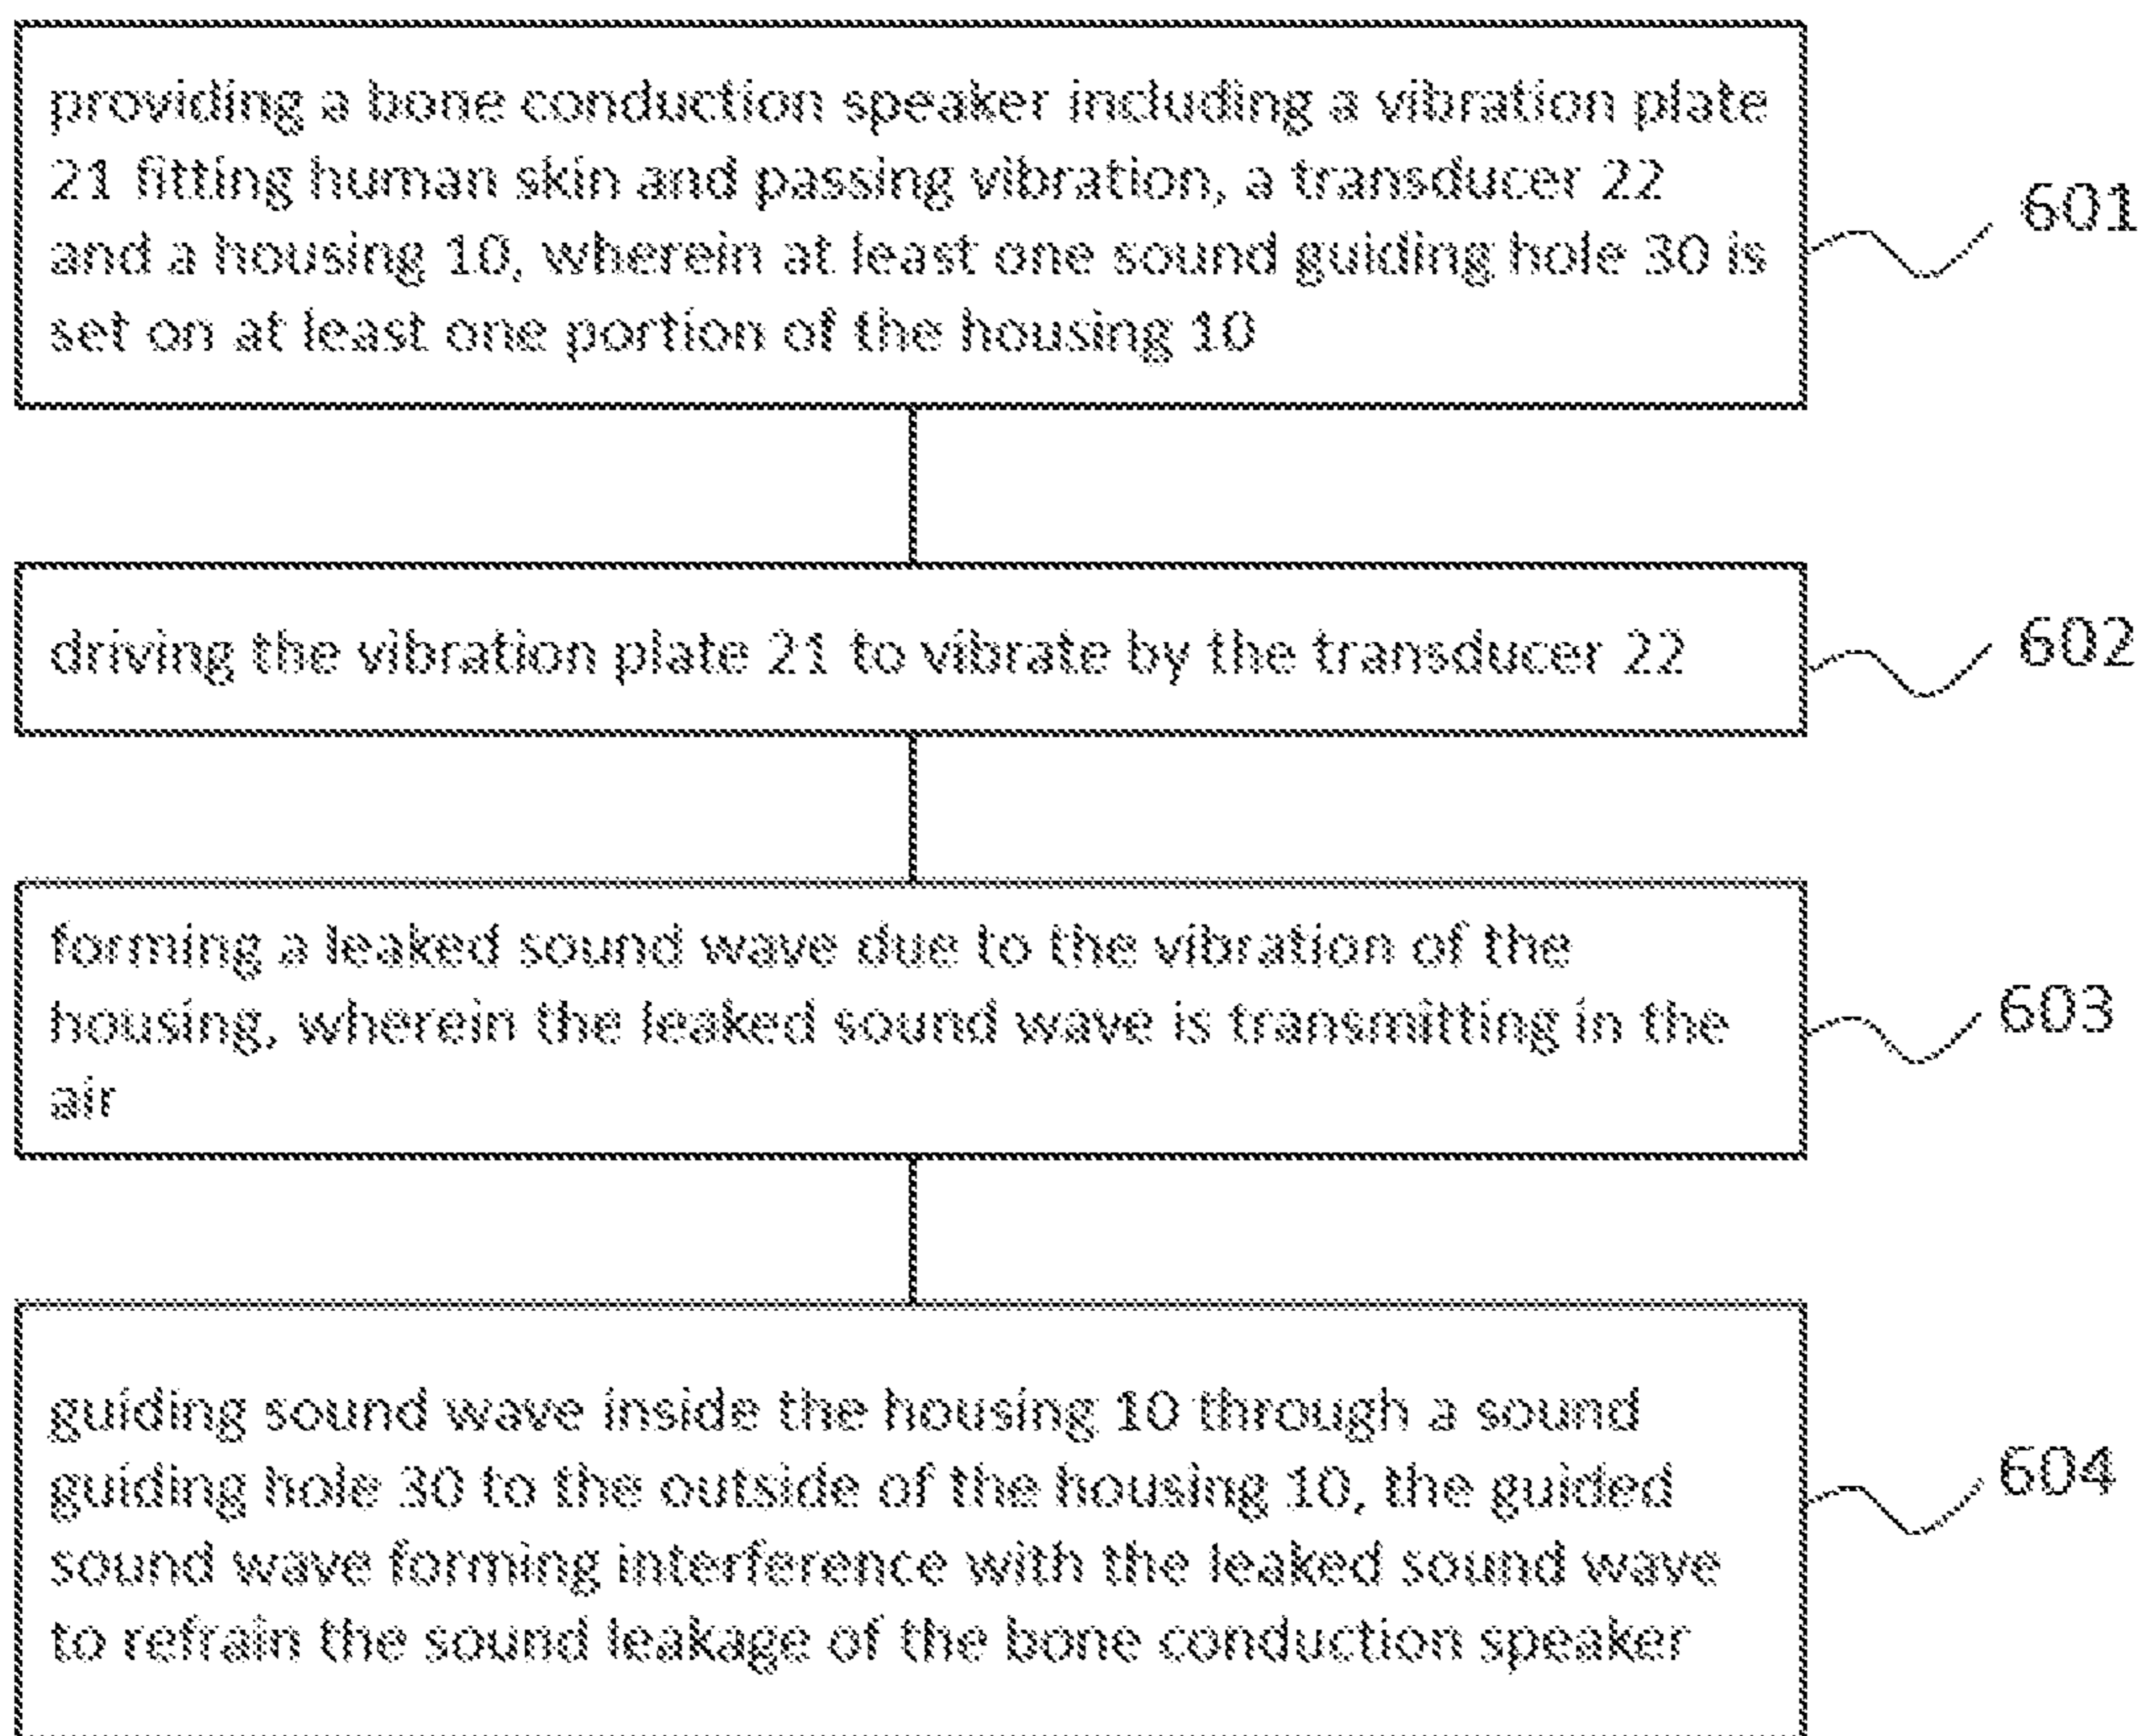 providing a bone conduction speaker including a vibration plate
21 fitting human skin and passing vibration, a transducer 22
and a housing 10, wherein at least one sound guiding hole 30 is
set on at least one portion of the housing 10
601
driving the vibration plate 21 to vibrate by the transducer 22
602
forming a leaked sound wave due to the vibration of the
housing, wherein the leaked sound wave is transmitting in the
air
603
guiding sound wave inside the housing 10 through a sound
guiding hole 30 to the outside of the housing 10, the guided
sound wave forming interference with the leaked sound wave
to refrain the sound leakage of the bone conduction speaker
604